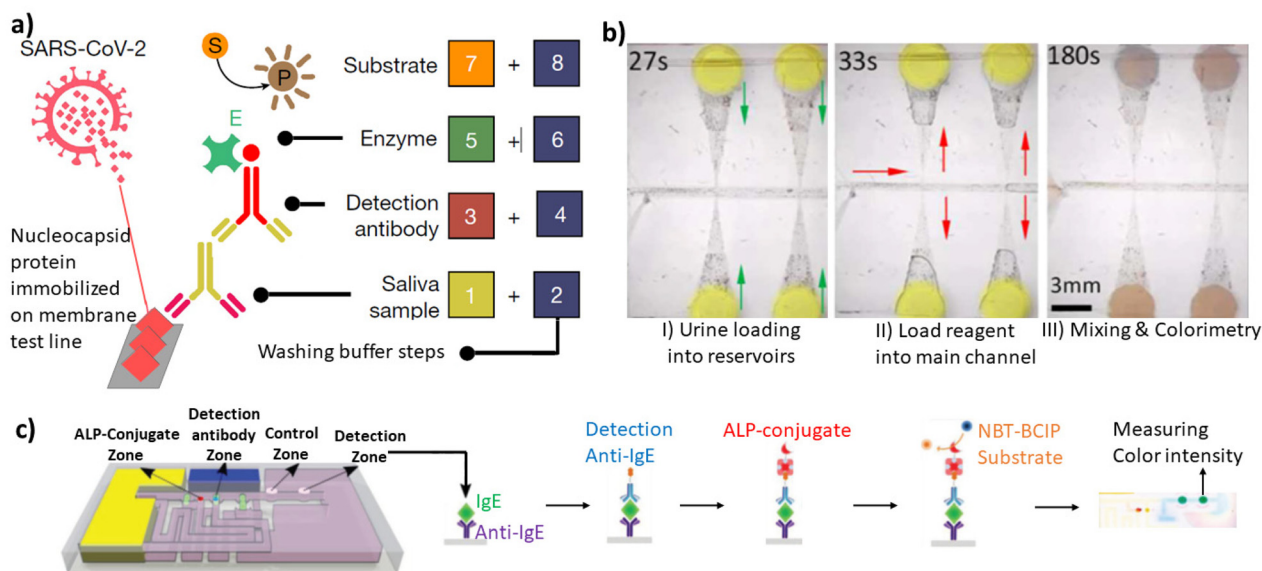 a)
SARS-CoV-2
S
P
E
Nucleocapsid
protein
immobilized
on membrane
test line
Substrate 7 + 8
Enzyme 5 + 6
Detection
antibody 3 + 4
Saliva
sample 1 + 2
Washing buffer steps
b)
27s
33s
180s
3mm
I) Urine loading
into reservoirs
II) Load reagent
into main channel
III) Mixing & Colorimetry
c)
ALP-Conjugate
Zone
Detection
antibody
Zone
Control
Zone
Detection
Zone
IgE
Anti-IgE
Detection
Anti-IgE
ALP-conjugate
NBT-BCIP
Substrate
Measuring
Color intensity